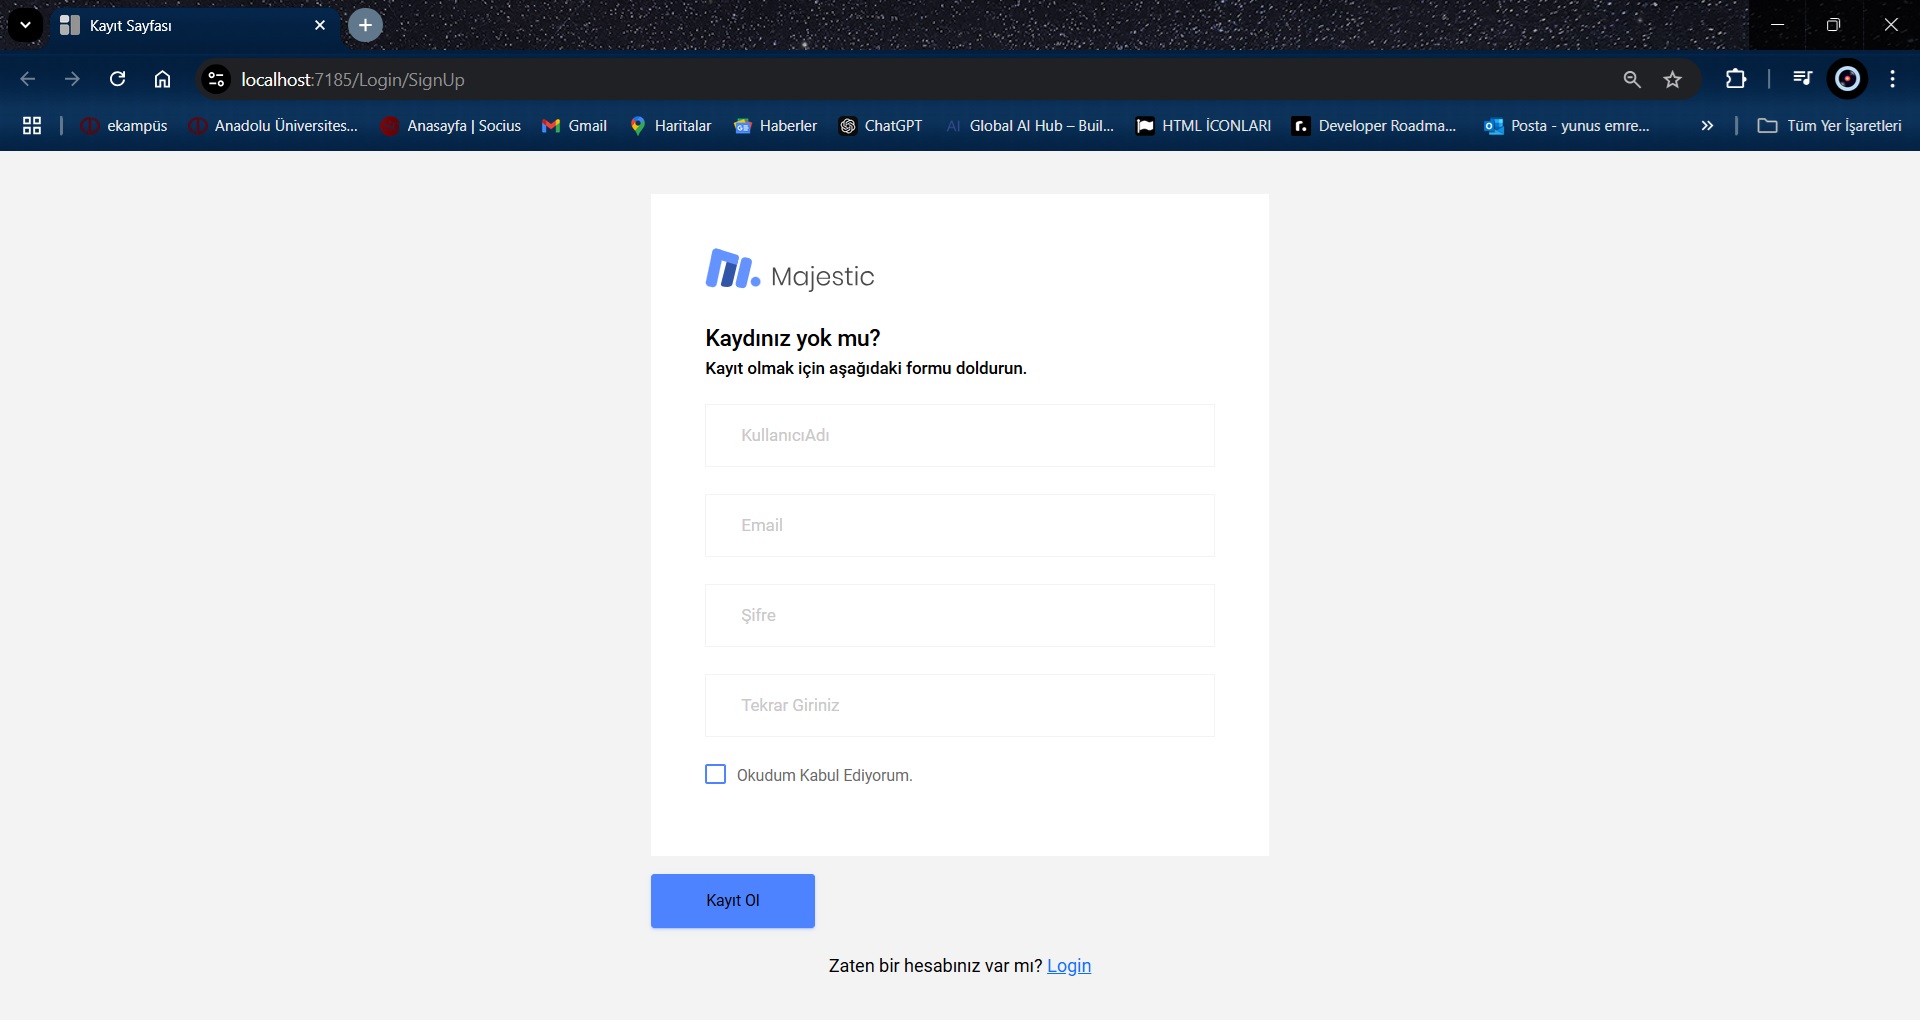 Kayıt Sayfası
localhost:7185/Login/SignUp
ekampüs
Anadolu Üniversites...
Anasayfa | Socius
Gmail
Haritalar
Haberler
ChatGPT
AI
Global AI Hub – Buil...
HTML İCONLARI
r.
Developer Roadma...
Posta - yunus emre...
Tüm Yer İşaretleri
Majestic
Kaydınız yok mu?
Kayıt olmak için aşağıdaki formu doldurun.
KullanıcıAdı
Email
Şifre
Tekrar Giriniz
Okudum Kabul Ediyorum.
Kayıt Ol
Zaten bir hesabınız var mı? Login